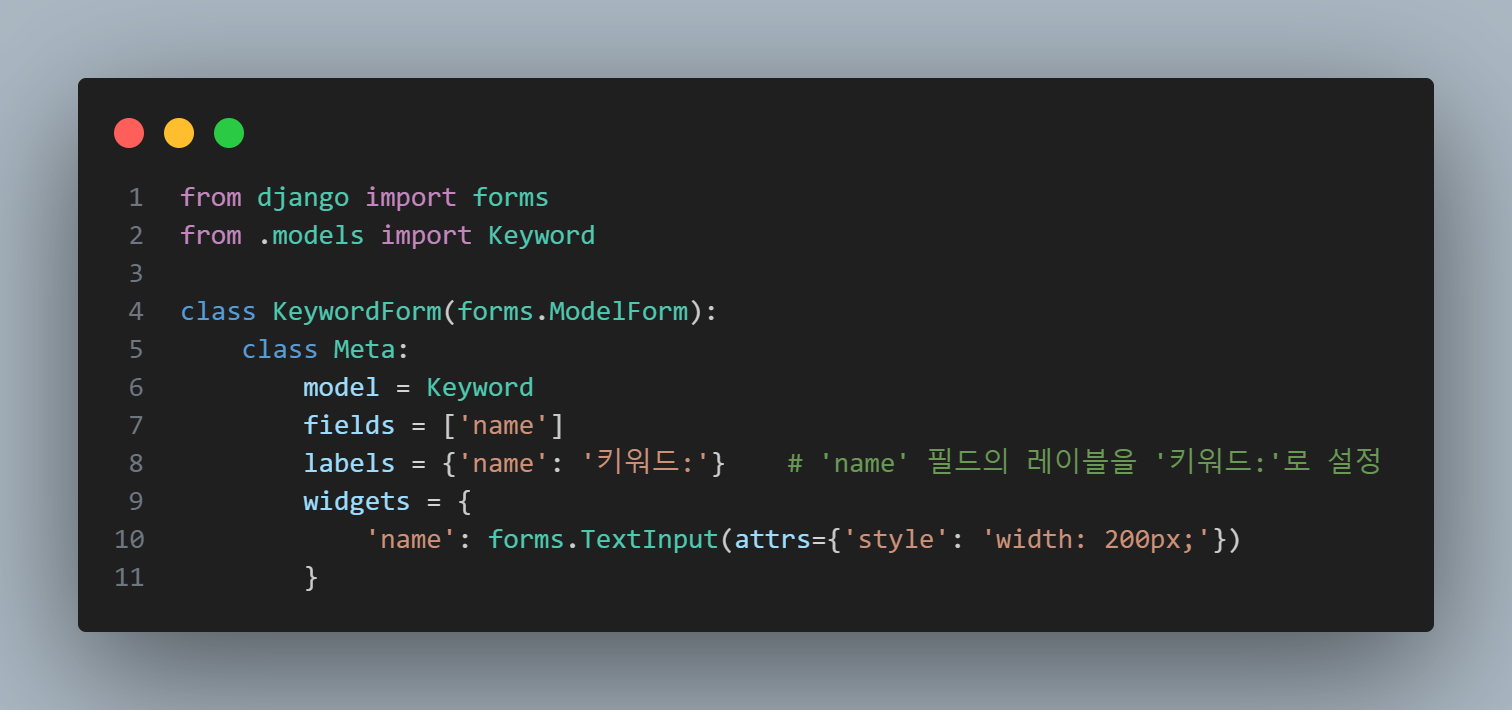 1 from django import forms
2 from .models import Keyword
3
4 class KeywordForm(forms.ModelForm):
5     class Meta:
6         model = Keyword
7         fields = ['name']
8         labels = {'name': '키워드:'}    # 'name' 필드의 레이블을 '키워드:'로 설정
9         widgets = {
10             'name': forms.TextInput(attrs={'style': 'width: 200px;'})
11         }